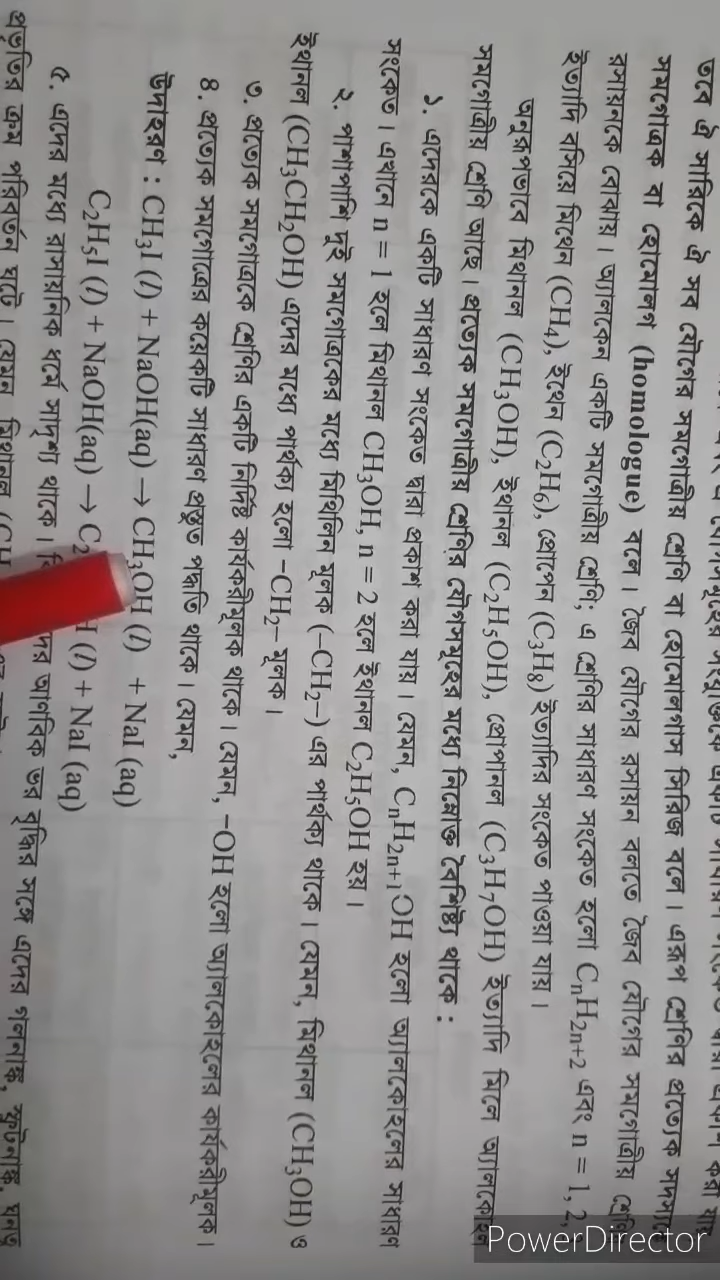 তবে ঐ সারিকে ঐ সব যৌগের সমগোত্রীয় শ্রেণি বা হোমোলগাস সিরিজ বলে। এরূপ শ্রেণির প্রত্যেক সদস্যকে
সমগোত্রক বা হোমোলগ (homologue) বলে। জৈব যৌগের রসায়ন বলতে জৈব যৌগের সমগোত্রীয় শ্রেণির
রসায়নকে বোঝায়। অ্যালকেন একটি সমগোত্রীয় শ্রেণি; এ শ্রেণির সাধারণ সংকেত হলো CₙH₂ₙ₊₂ এবং n = 1, 2,
ইত্যাদি বসিয়ে মিথেন (CH₄), ইথেন (C₂H₆), প্রোপেন (C₃H₈) ইত্যাদির সংকেত পাওয়া যায়।
অনুরূপভাবে মিথানল (CH₃OH), ইথানল (C₂H₅OH), প্রোপানল (C₃H₇OH) ইত্যাদি মিলে অ্যালকোহল
সমগোত্রীয় শ্রেণি আছে। প্রত্যেক সমগোত্রীয় শ্রেণির যৌগসমূহের মধ্যে নিম্নোক্ত বৈশিষ্ট্য থাকে :
১. এদেরকে একটি সাধারণ সংকেত দ্বারা প্রকাশ করা যায়। যেমন, CₙH₂ₙ₊₁OH হলো অ্যালকোহলের সাধারণ
সংকেত। এখানে n = 1 হলে মিথানল CH₃OH, n = 2 হলে ইথানল C₂H₅OH হয়।
২. পাশাপাশি দুই সমগোত্রকের মধ্যে মিথিলিন মূলক (–CH₂–) এর পার্থক্য থাকে। যেমন, মিথানল (CH₃OH) ও
ইথানল (CH₃CH₂OH) এদের মধ্যে পার্থক্য হলো -CH₂– মূলক।
৩. প্রত্যেক সমগোত্রকে শ্রেণির একটি নির্দিষ্ট কার্যকরীমূলক থাকে। যেমন, –OH হলো অ্যালকোহলের কার্যকরীমূলক।
৪. প্রত্যেক সমগোত্রের কয়েকটি সাধারণ প্রস্তুত পদ্ধতি থাকে। যেমন,
উদাহরণ : CH₃I (l) + NaOH(aq) → CH₃OH (l) + NaI (aq)
C₂H₅I (l) + NaOH(aq) → C₂ H (l) + NaI (aq)
৫. এদের মধ্যে রাসায়নিক ধর্মে সাদৃশ্য থাকে। দের আণবিক ভর বৃদ্ধির সঙ্গে এদের গলনাঙ্ক, স্ফুটনাঙ্ক, ঘনত্ব
প্রভৃতির ক্রম পরিবর্তন ঘটে। যেমন মিথানল (CH
PowerDirector